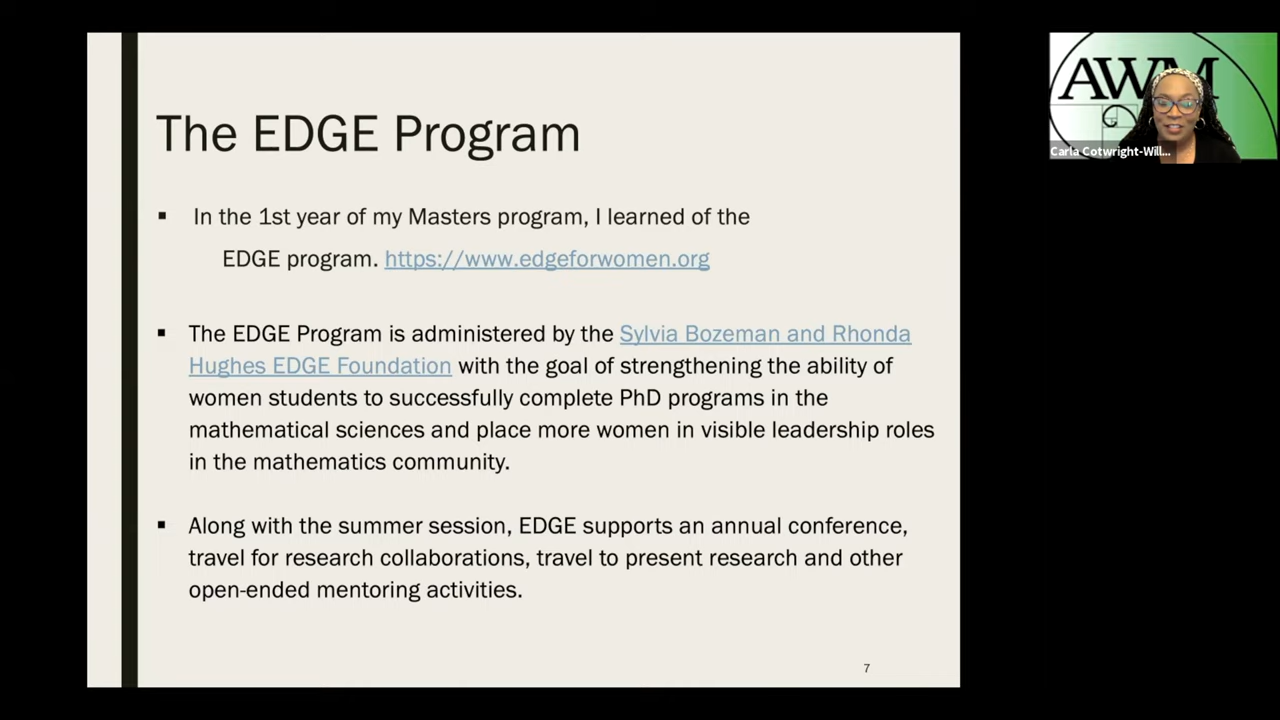 The EDGE Program
▪ In the 1st year of my Masters program, I learned of the
EDGE program. https://www.edgeforwomen.org
▪ The EDGE Program is administered by the Sylvia Bozeman and Rhonda
Hughes EDGE Foundation with the goal of strengthening the ability of
women students to successfully complete PhD programs in the
mathematical sciences and place more women in visible leadership roles
in the mathematics community.
▪ Along with the summer session, EDGE supports an annual conference,
travel for research collaborations, travel to present research and other
open-ended mentoring activities.
7
AWM
Carla Cotwright-Will...